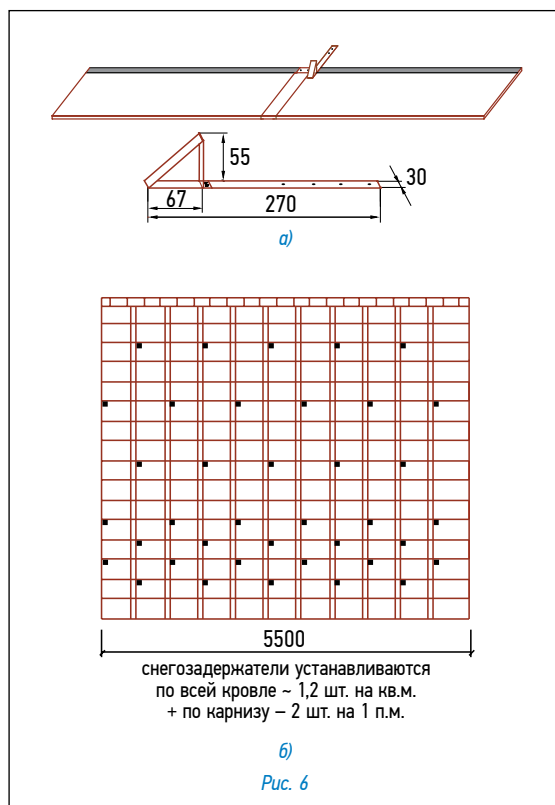 55
30
67
270
а)
5500
снегозадержатели устанавливаются
по всей кровле ~ 1,2 шт. на кв.м.
+ по карнизу – 2 шт. на 1 п.м.
б)
Рис. 6